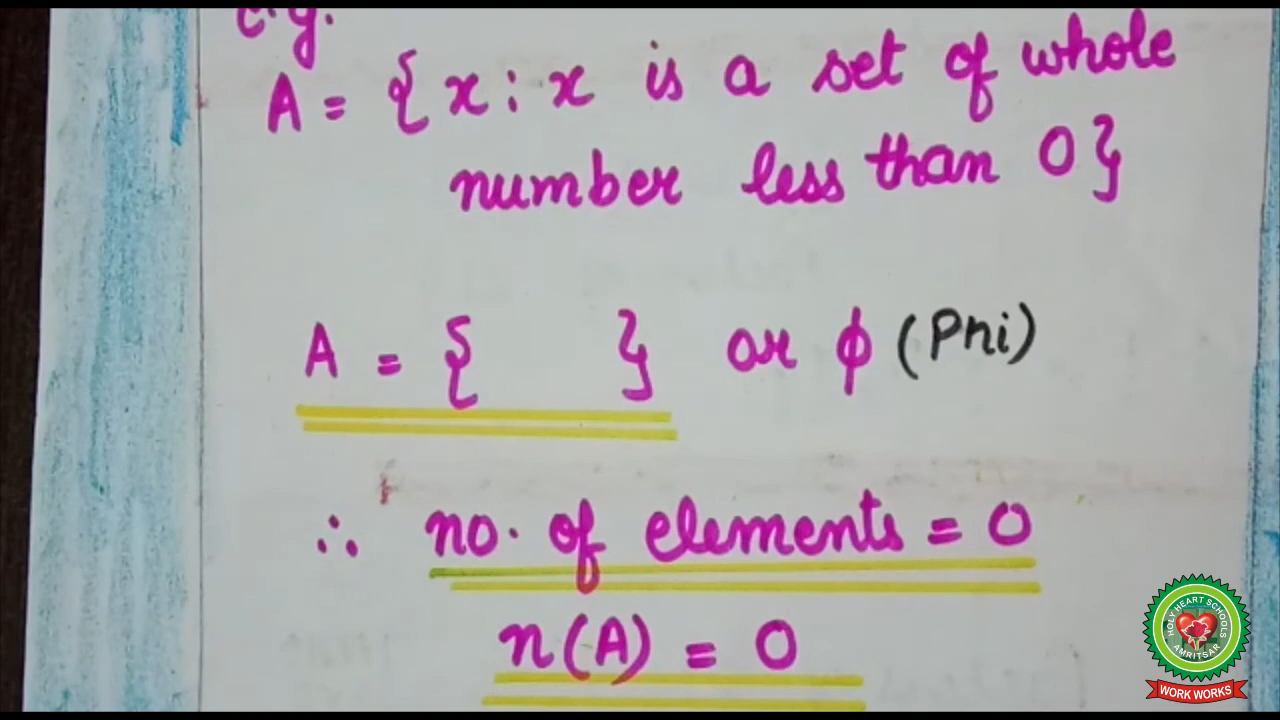 e.g.
A = { x : x is a set of whole
number less than 0}
A = { } or ϕ (Phi)
∴ no. of elements = 0
n(A) = 0
HOLY HEART SCHOOLS
AMRITSAR
WORK WORKS